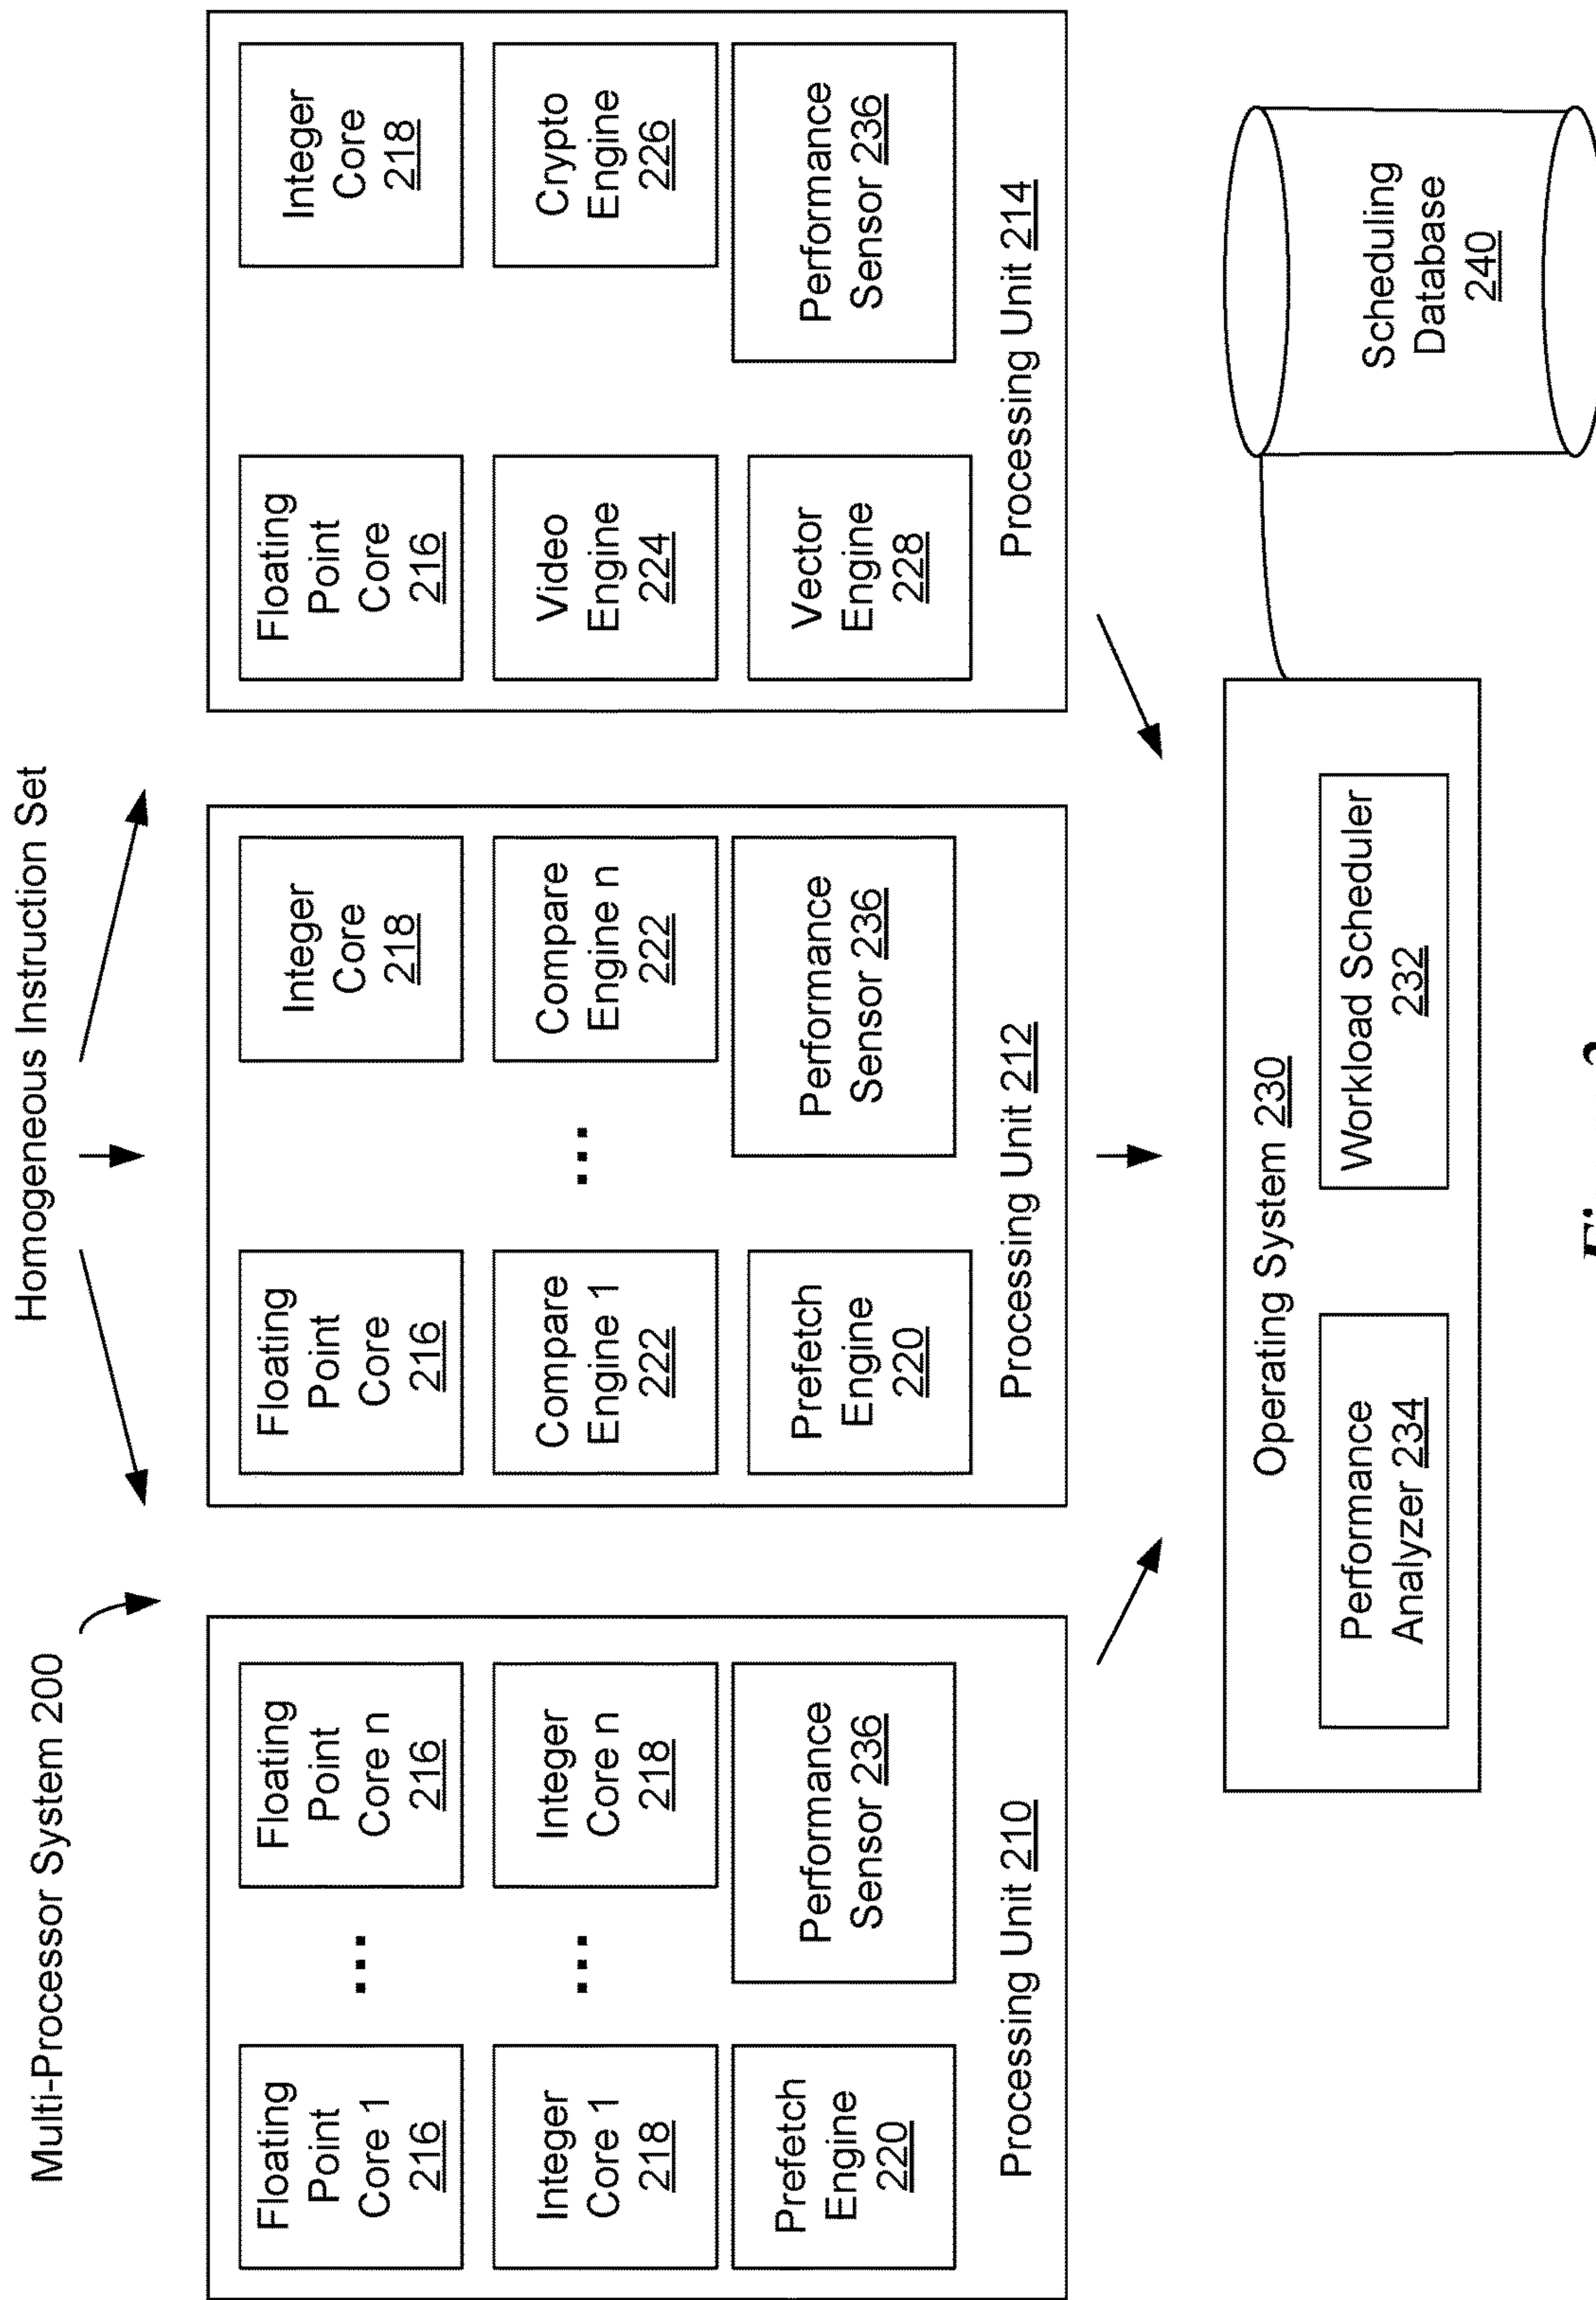 Multi-Processor System 200
Homogeneous Instruction Set
Floating
Point
Core 1
216
...
Floating
Point
Core n
216
Integer
Core 1
218
...
Integer
Core n
218
Prefetch
Engine
220
Performance
Sensor 236
Processing Unit 210
Floating
Point
Core
216
Integer
Core
218
Compare
Engine 1
222
...
Compare
Engine n
222
Prefetch
Engine
220
Performance
Sensor 236
Processing Unit 212
Floating
Point
Core
216
Integer
Core
218
Video
Engine
224
Crypto
Engine
226
Vector
Engine
228
Performance
Sensor 236
Processing Unit 214
Operating System 230
Performance
Analyzer 234
Workload Scheduler
232
Scheduling
Database
240